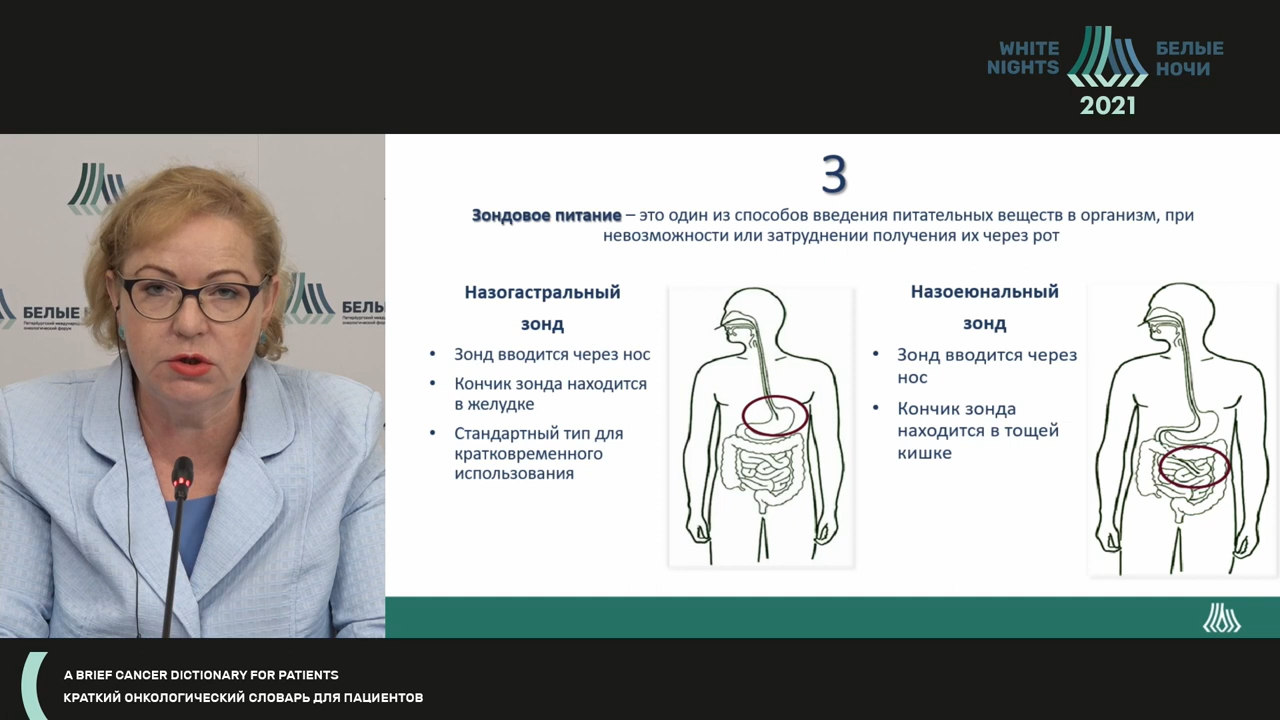 WHITE
NIGHTS
БЕЛЫЕ
НОЧИ
2021
БЕЛЫЕ
БЕЛЫ
З
Зондовое питание – это один из способов введения питательных веществ в организм, при
невозможности или затруднении получения их через рот
Назогастральный
зонд
• Зонд вводится через нос
• Кончик зонда находится
в желудке
• Стандартный тип для
кратковременного
использования
Назоеюнальный
зонд
• Зонд вводится через
нос
• Кончик зонда
находится в тощей
кишке
A BRIEF CANCER DICTIONARY FOR PATIENTS
КРАТКИЙ ОНКОЛОГИЧЕСКИЙ СЛОВАРЬ ДЛЯ ПАЦИЕНТОВ